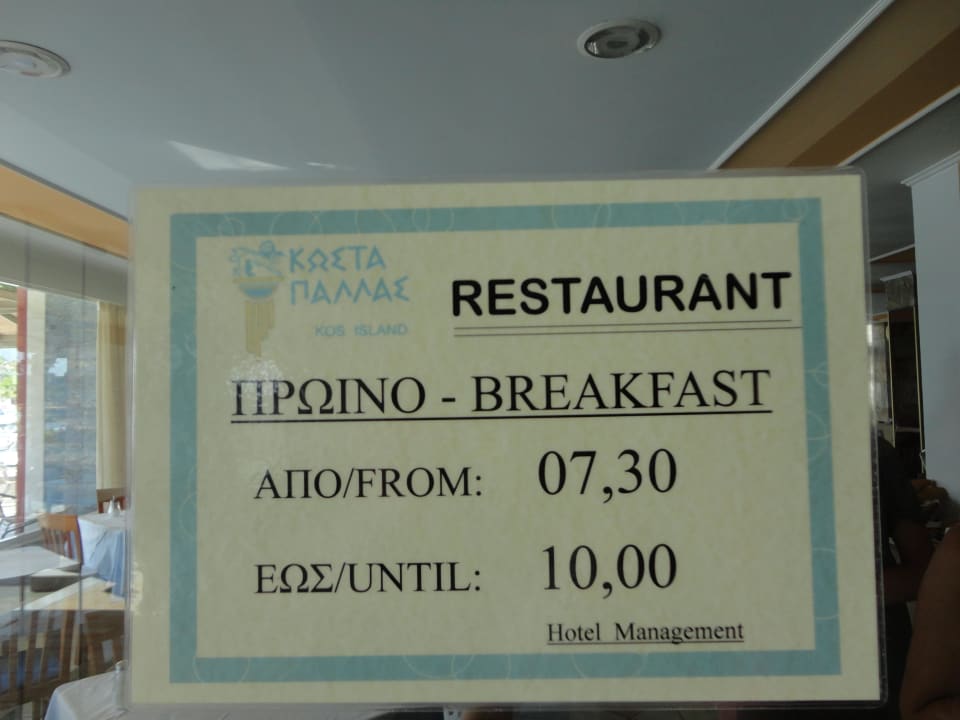 ΚΩΣΤΑ
ΠΑΛΛΑΣ
KOS ISLAND
RESTAURANT
ΠΡΩΙΝΟ - BREAKFAST
ΑΠΟ/FROM: 07,30
ΕΩΣ/UNTIL: 10,00
Hotel Management